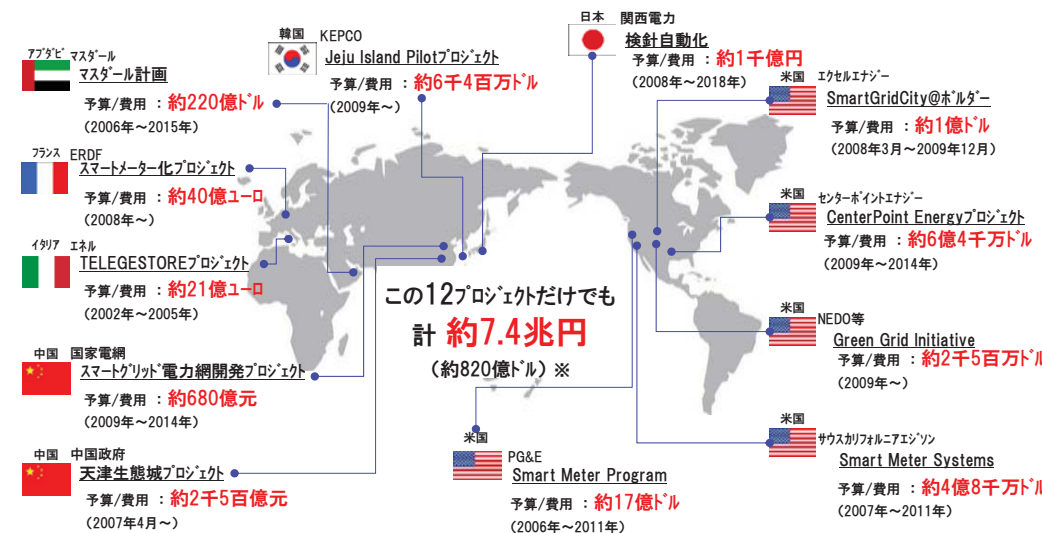 アブダビ マスダール
マスダール計画
予算/費用 : 約220億ドル
(2006年～2015年)
韓国 KEPCO
Jeju Island Pilotプロジェクト
予算/費用 : 約6千4百万ドル
(2009年～)
日本 関西電力
検針自動化
予算/費用 : 約1千億円
(2008年～2018年)
米国 エクセルエナジー
SmartGridCity@ボルダー
予算/費用 : 約1億ドル
(2008年3月～2009年12月)
フランス ERDF
スマートメーター化プロジェクト
予算/費用 : 約40億ユーロ
(2008年～)
米国 センターポイントエナジー
CenterPoint Energyプロジェクト
予算/費用 : 約6億4千万ドル
(2009年～2014年)
イタリア エネル
TELEGESTOREプロジェクト
予算/費用 : 約21億ユーロ
(2002年～2005年)
この12プロジェクトだけでも
計 約7.4兆円
(約820億ドル) ※
米国 NEDO等
Green Grid Initiative
予算/費用 : 約2千5百万ドル
(2009年～)
中国 国家電網
スマートグリッド電力網開発プロジェクト
予算/費用 : 約680億元
(2009年～2014年)
米国 サウスカリフォルニアエジソン
Smart Meter Systems
予算/費用 : 約4億8千万ドル
(2007年～2011年)
中国 中国政府
天津生態城プロジェクト
予算/費用 : 約2千5百億元
(2007年4月～)
米国 PG&E
Smart Meter Program
予算/費用 : 約17億ドル
(2006年～2011年)